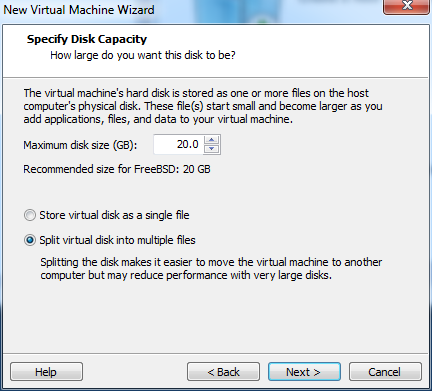 New Virtual Machine Wizard
Specify Disk Capacity
How large do you want this disk to be?
The virtual machine's hard disk is stored as one or more files on the host
computer's physical disk. These file(s) start small and become larger as you
add applications, files, and data to your virtual machine.
Maximum disk size (GB): 20.0
Recommended size for FreeBSD: 20 GB
Store virtual disk as a single file
Split virtual disk into multiple files
Splitting the disk makes it easier to move the virtual machine to another
computer but may reduce performance with very large disks.
Help < Back Next > Cancel